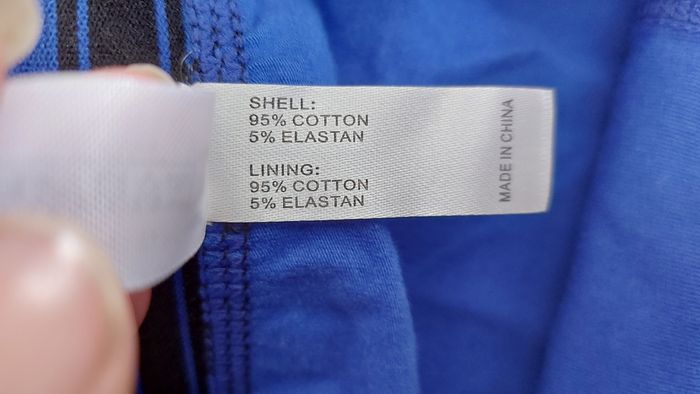 SHELL:
95% COTTON
5% ELASTAN
LINING:
95% COTTON
5% ELASTAN
MADE IN CHINA